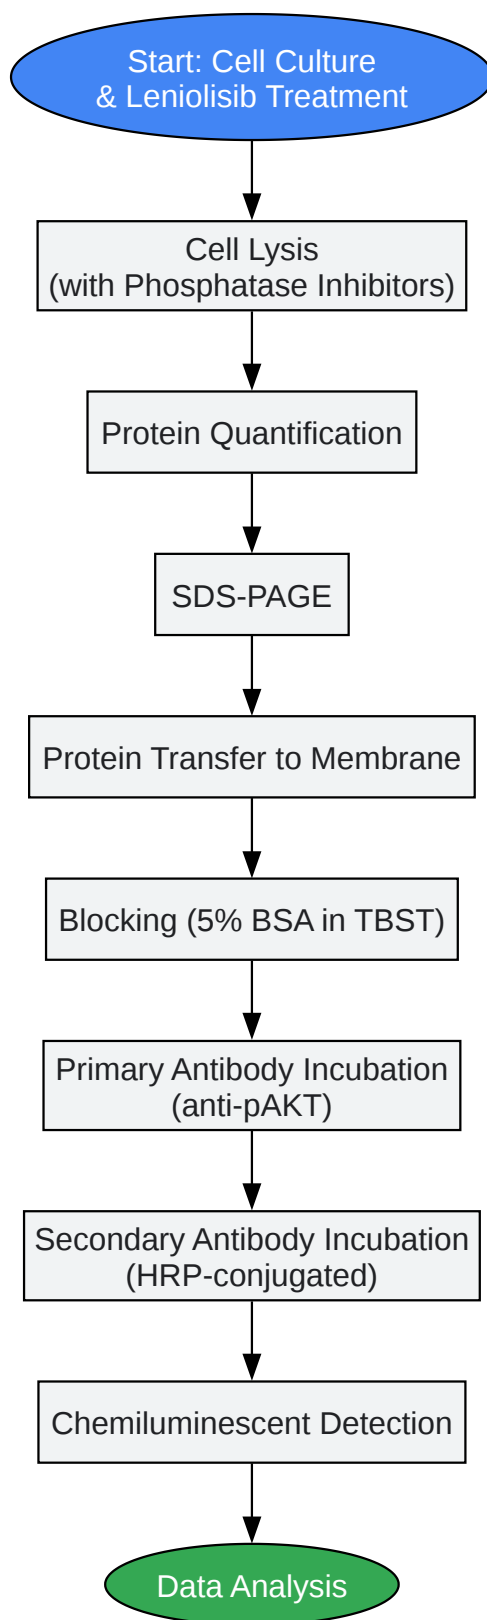 Start: Cell Culture
& Leniolisib Treatment
Cell Lysis
(with Phosphatase Inhibitors)
Protein Quantification
SDS-PAGE
Protein Transfer to Membrane
Blocking (5% BSA in TBST)
Primary Antibody Incubation
(anti-pAKT)
Secondary Antibody Incubation
(HRP-conjugated)
Chemiluminescent Detection
Data Analysis